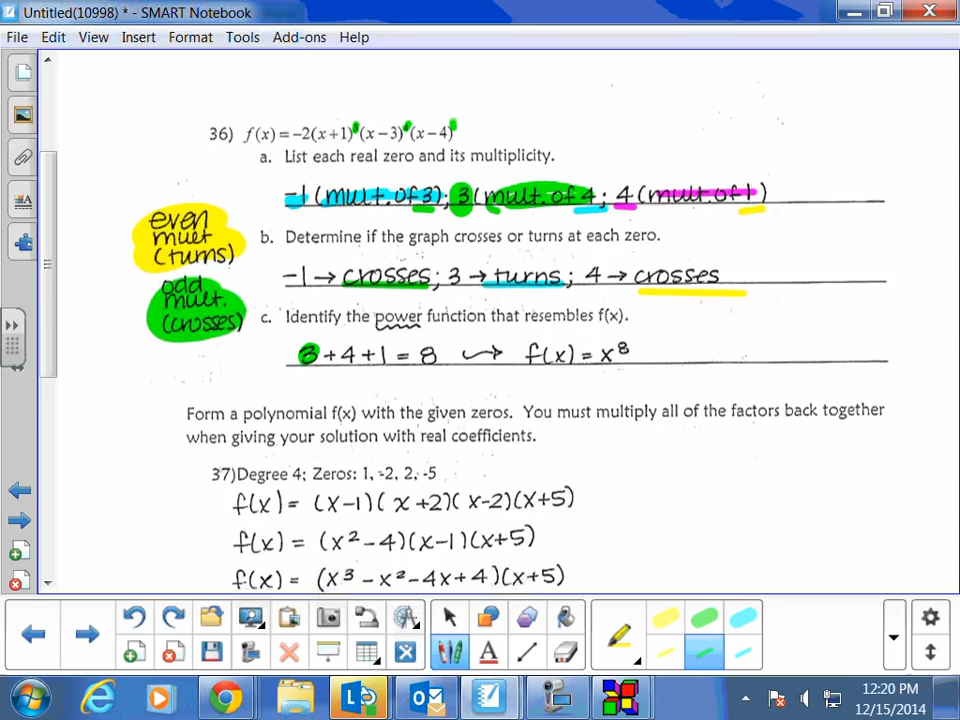 Untitled(10998) * - SMART Notebook
File Edit View Insert Format Tools Add-ons Help
36) f(x) = −2(x+1) (x−3) (x−4)
a. List each real zero and its multiplicity.
-1 (mult. of 3); 3 (mult. of 4; 4 (mult. of 1)
even
mult
(turns)
b. Determine if the graph crosses or turns at each zero.
-1 → crosses; 3 → turns; 4 → crosses
odd
mult.
(crosses)
c. Identify the power function that resembles f(x).
3 + 4 + 1 = 8 → f(x) = x⁸
Form a polynomial f(x) with the given zeros. You must multiply all of the factors back together
when giving your solution with real coefficients.
37)Degree 4; Zeros: 1, -2, 2, -5
f(x) = (x-1)(x+2)(x-2)(x+5)
f(x) = (x²-4)(x-1)(x+5)
f(x) = (x³-x²-4x+4)(x+5)
12:20 PM
12/15/2014